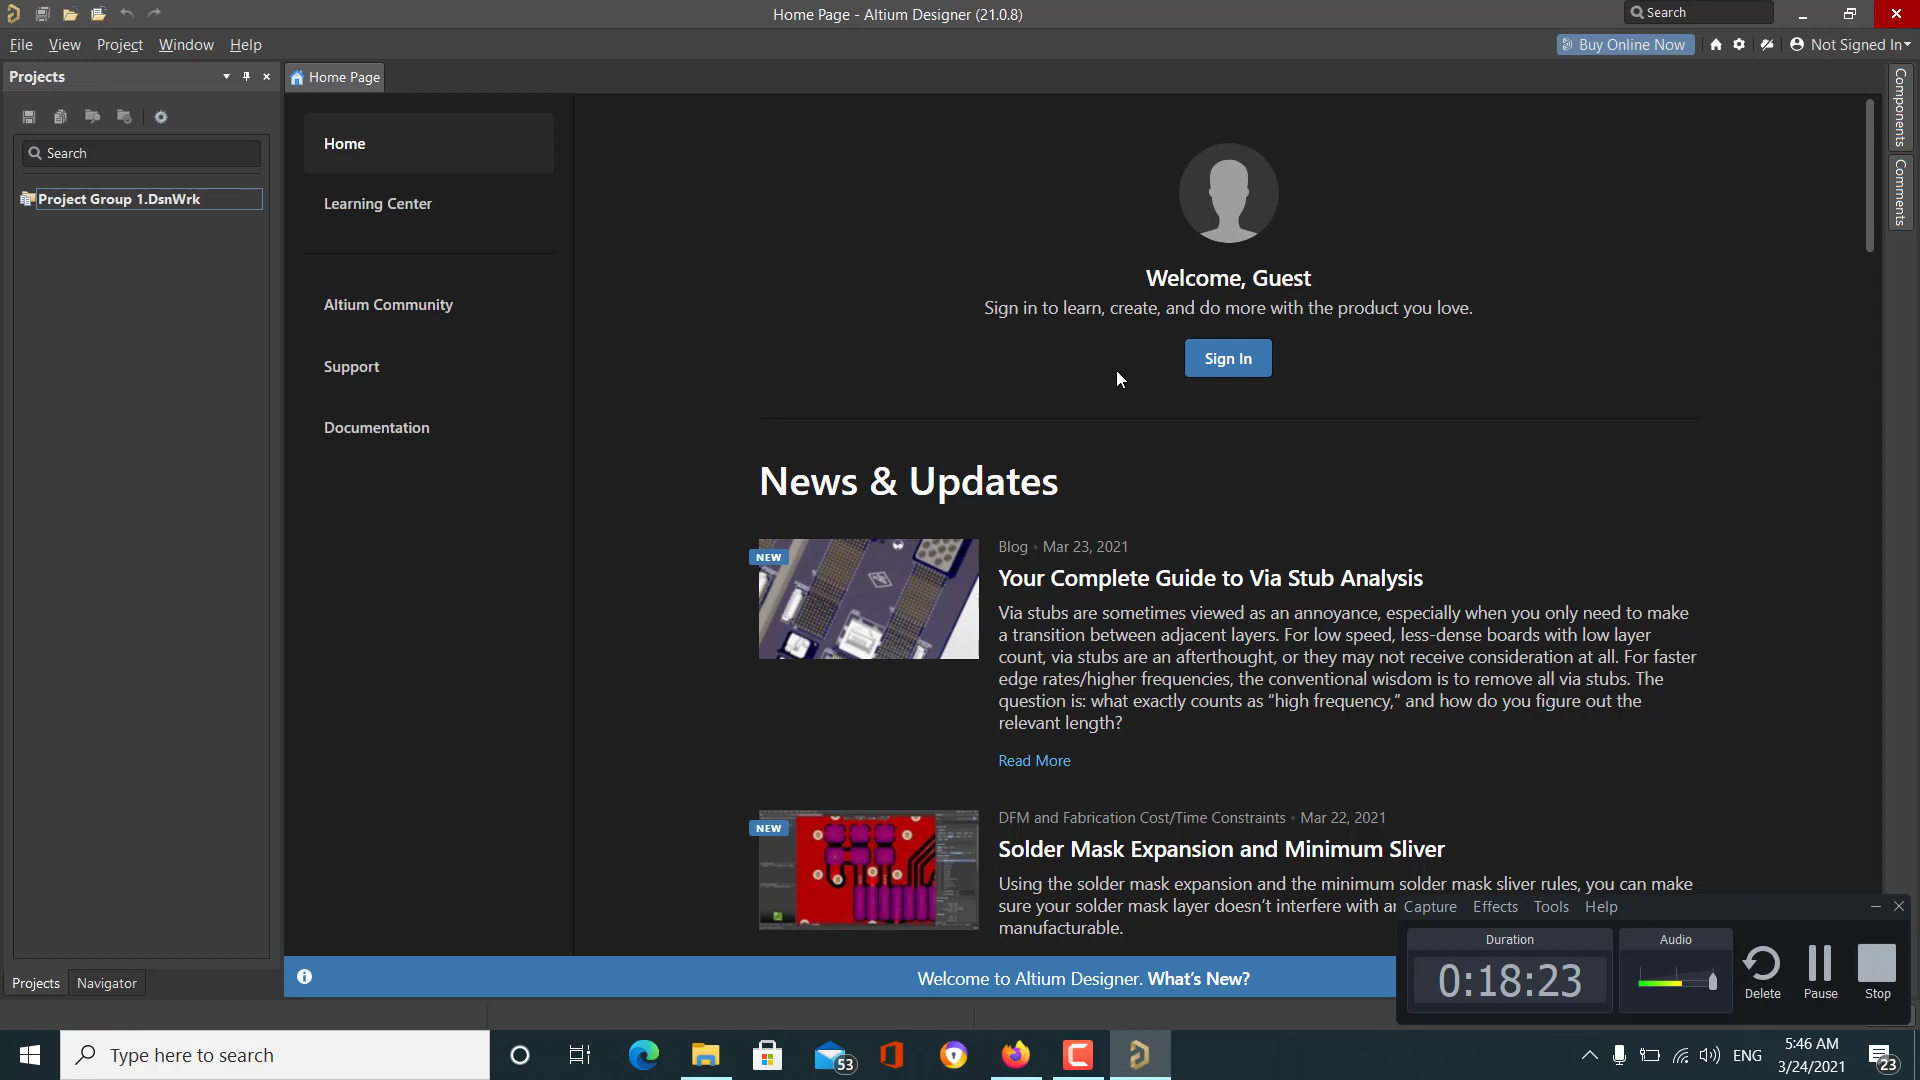 Home Page - Altium Designer (21.0.8)
Search
File View Project Window Help
Buy Online Now
Not Signed In
Projects
Home Page
Components
Comments
Search
Project Group 1.DsnWrk
Home
Learning Center
Altium Community
Support
Documentation
Welcome, Guest
Sign in to learn, create, and do more with the product you love.
Sign In
News & Updates
NEW
Blog • Mar 23, 2021
Your Complete Guide to Via Stub Analysis
Via stubs are sometimes viewed as an annoyance, especially when you only need to make
a transition between adjacent layers. For low speed, less-dense boards with low layer
count, via stubs are an afterthought, or they may not receive consideration at all. For faster
edge rates/higher frequencies, the conventional wisdom is to remove all via stubs. The
question is: what exactly counts as “high frequency,” and how do you figure out the
relevant length?
Read More
NEW
DFM and Fabrication Cost/Time Constraints • Mar 22, 2021
Solder Mask Expansion and Minimum Sliver
Using the solder mask expansion and the minimum solder mask sliver rules, you can make
sure your solder mask layer doesn’t interfere with
manufacturable.
Capture Effects Tools Help
Duration
0:18:23
Audio
Delete
Pause
Stop
Projects
Navigator
Welcome to Altium Designer. What’s New?
Type here to search
53
ENG
5:46 AM
3/24/2021
23